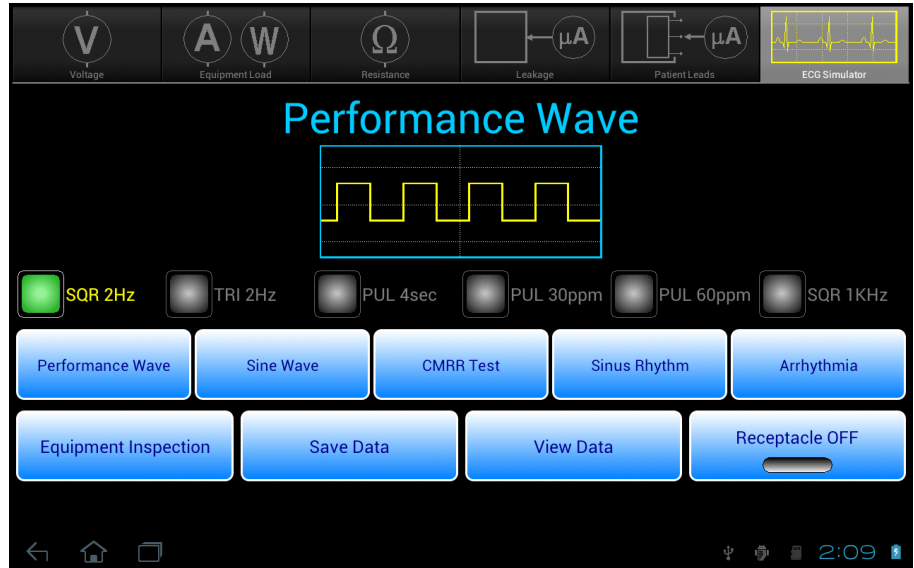 V A W Ω µA µA
Voltage Equipment Load Resistance Leakage Patient Leads ECG Simulator
Performance Wave
SQR 2Hz TRI 2Hz PUL 4sec PUL 30ppm PUL 60ppm SQR 1KHz
Performance Wave Sine Wave CMRR Test Sinus Rhythm Arrhythmia
Equipment Inspection Save Data View Data Receptacle OFF
2:09